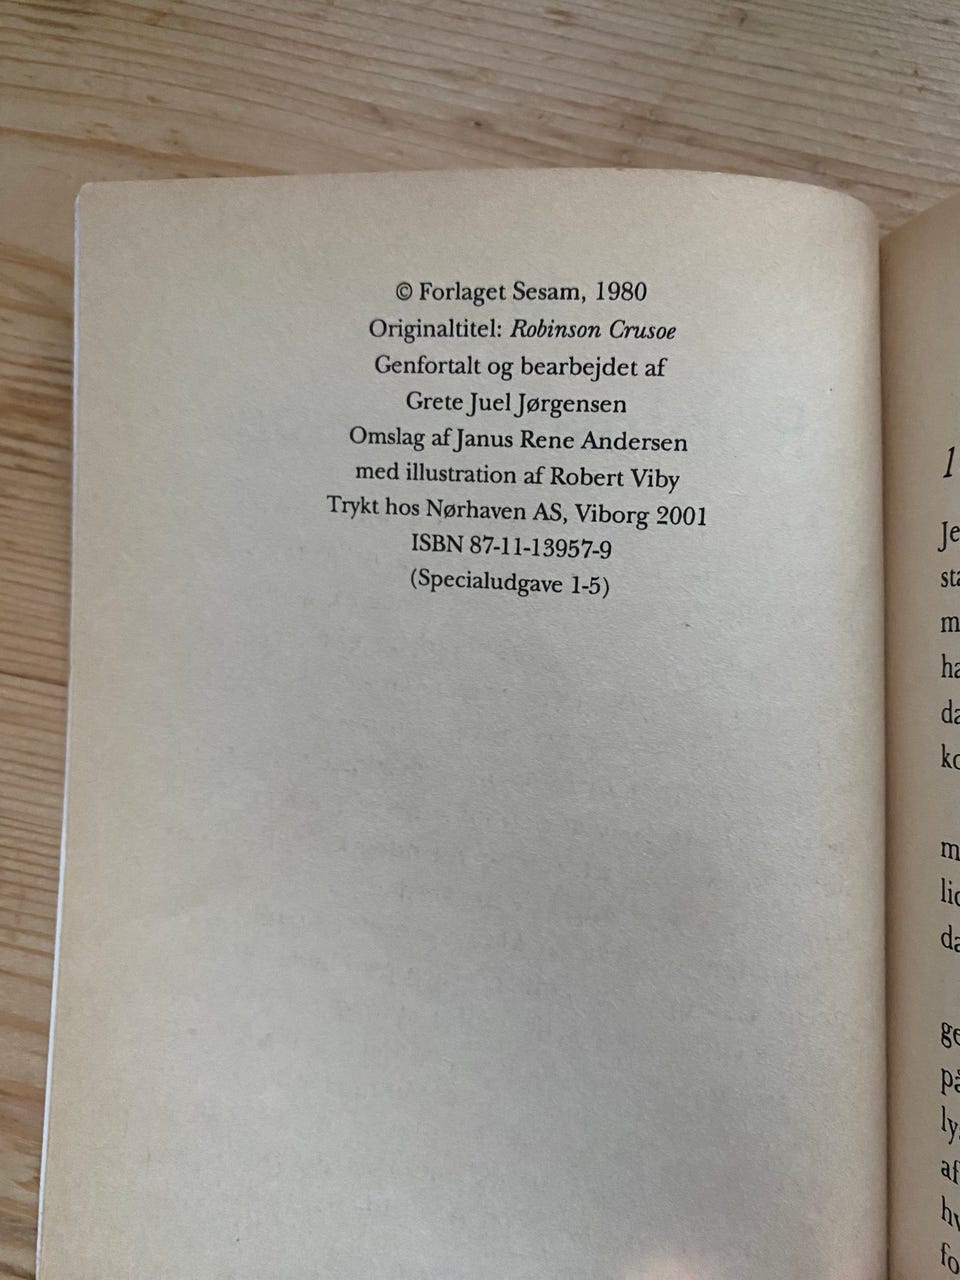 © Forlaget Sesam, 1980
Originaltitel: Robinson Crusoe
Genfortalt og bearbejdet af
Grete Juel Jørgensen
Omslag af Janus Rene Andersen
med illustration af Robert Viby
Trykt hos Nørhaven AS, Viborg 2001
ISBN 87-11-13957-9
(Specialudgave 1-5)
1